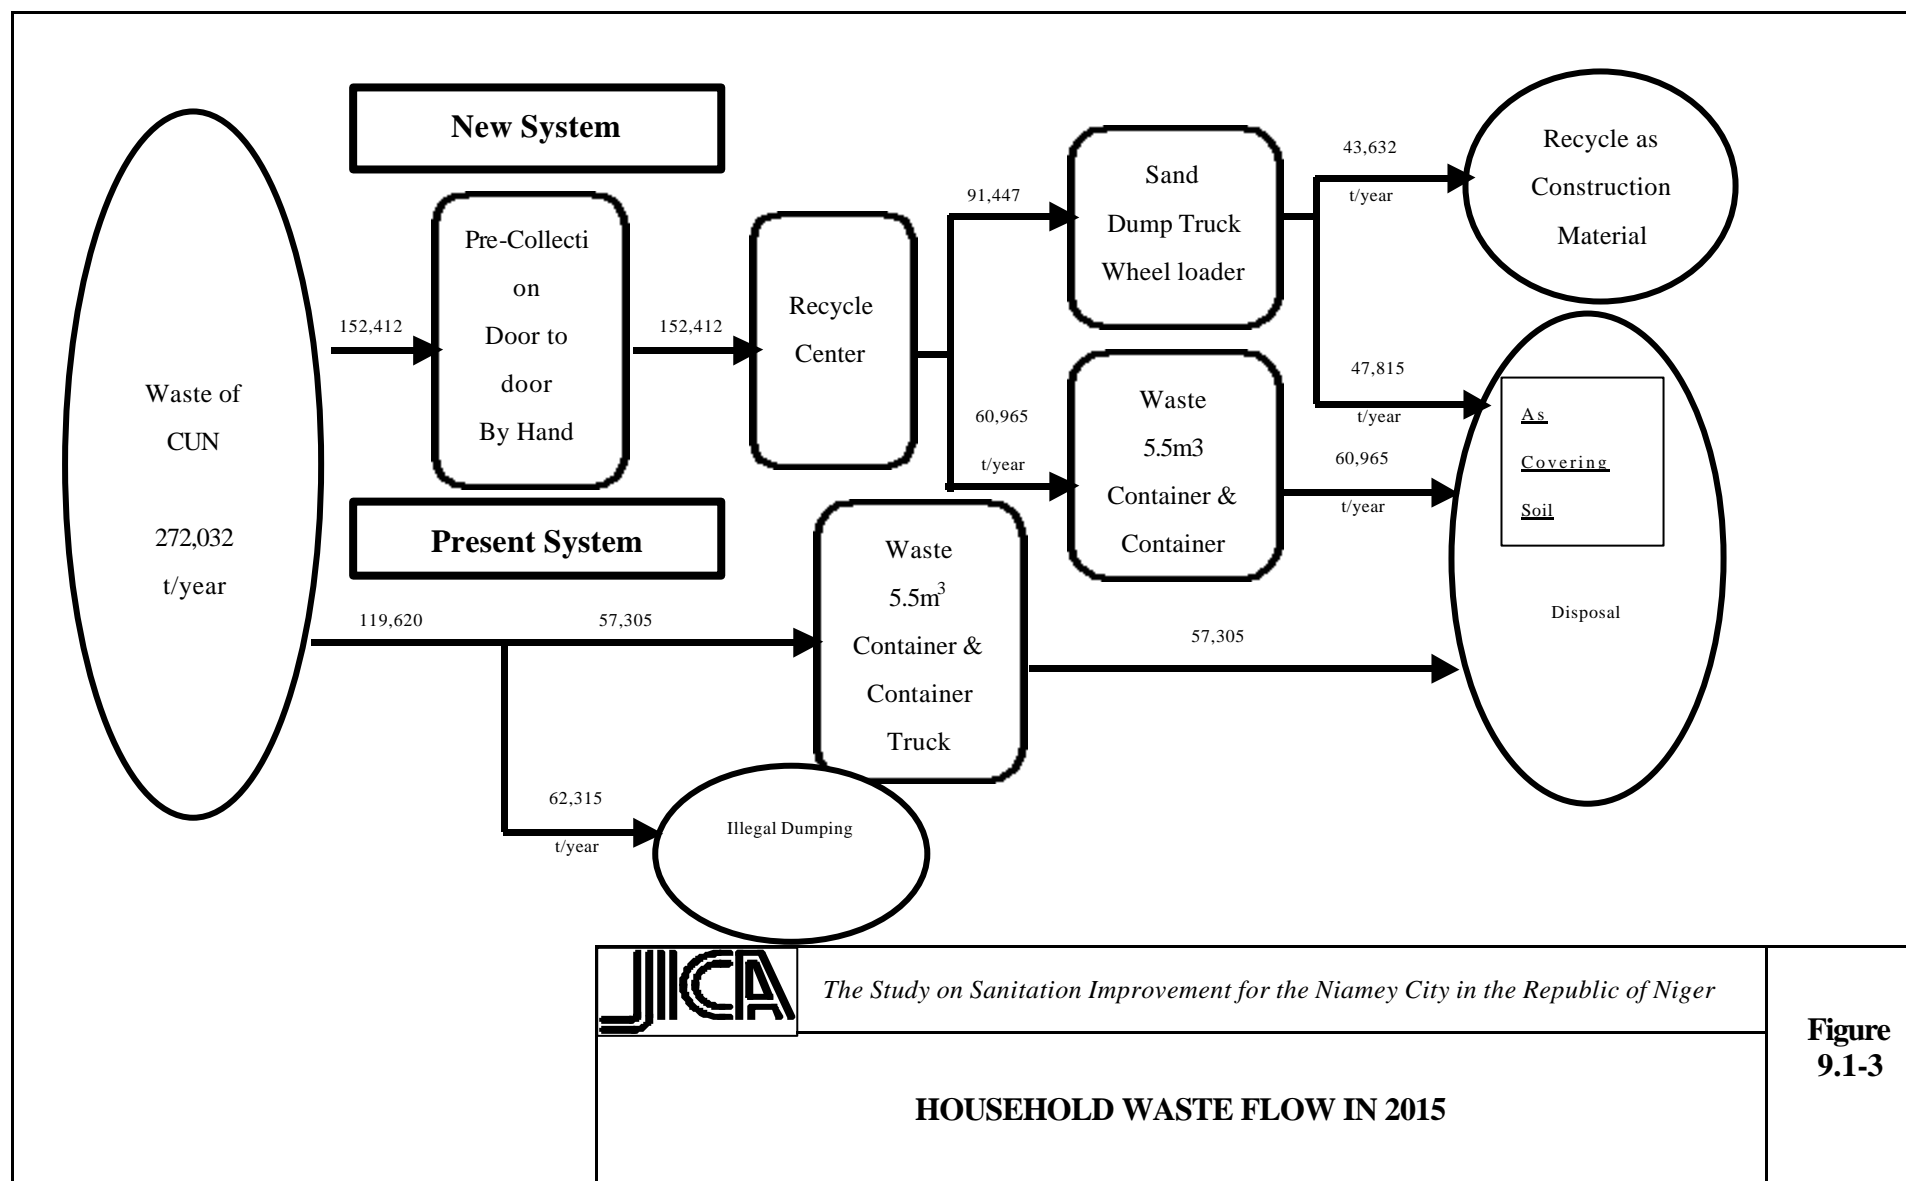 New System
Waste of
CUN
272,032
t/year
152,412
Pre-Collecti
on
Door to
door
By Hand
152,412
Recycle
Center
91,447
60,965
t/year
Sand
Dump Truck
Wheel loader
43,632
t/year
Recycle as
Construction
Material
47,815
t/year
Waste
5.5m3
Container &
Container
60,965
t/year
As
Covering
Soil
Disposal
Present System
119,620
57,305
Waste
5.5m³
Container &
Container
Truck
57,305
62,315
t/year
Illegal Dumping
JICA
The Study on Sanitation Improvement for the Niamey City in the Republic of Niger
Figure
9.1-3
HOUSEHOLD WASTE FLOW IN 2015